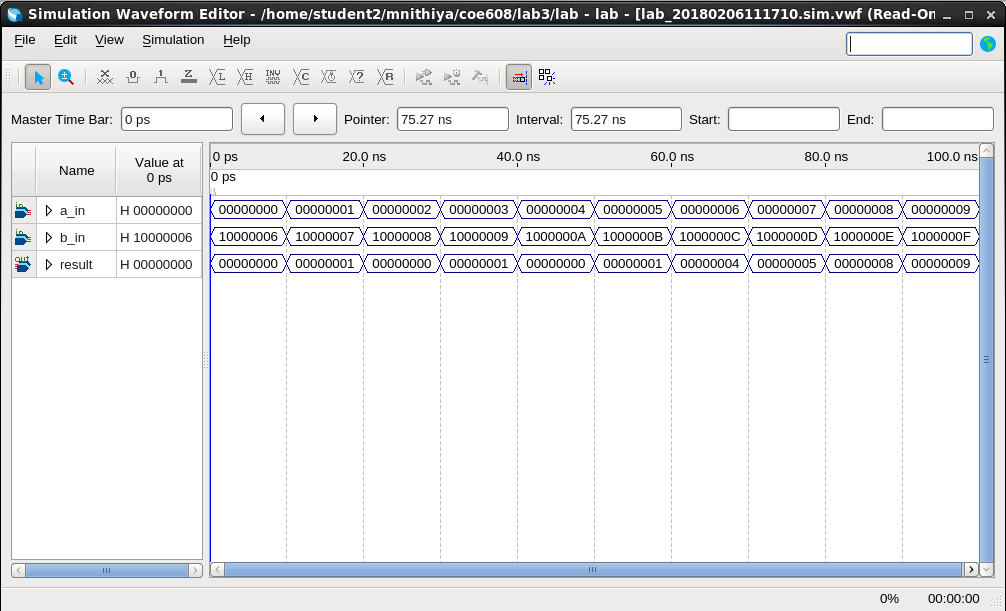 Simulation Waveform Editor - /home/student2/mnithiya/coe608/lab3/lab - lab - [lab_20180206111710.sim.vwf (Read-On
File Edit View Simulation Help
Master Time Bar: 0 ps Pointer: 75.27 ns Interval: 75.27 ns Start: End:
Name Value at 0 ps
0 ps 20.0 ns 40.0 ns 60.0 ns 80.0 ns 100.0 ns
0 ps
a_in H 00000000 00000000 00000001 00000002 00000003 00000004 00000005 00000006 00000007 00000008 00000009
b_in H 10000006 10000006 10000007 10000008 10000009 1000000A 1000000B 1000000C 1000000D 1000000E 1000000F
result H 00000000 00000000 00000001 00000000 00000001 00000000 00000001 00000004 00000005 00000008 00000009
0% 00:00:00